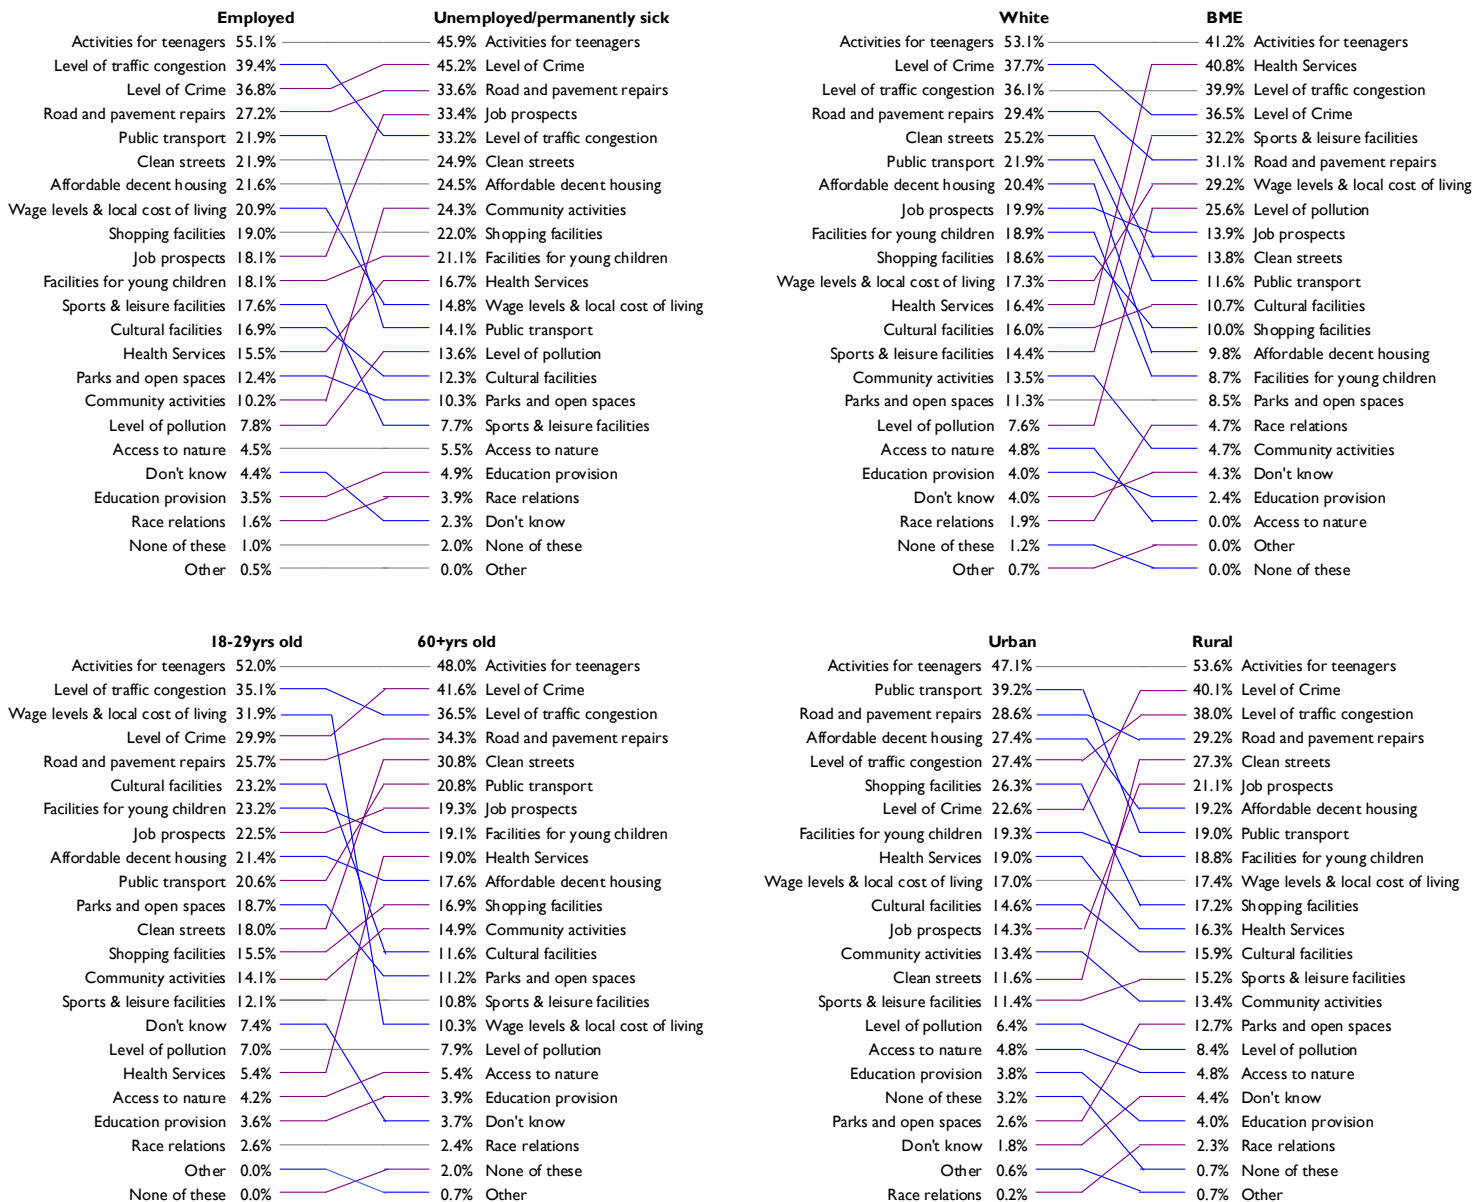 Employed Unemployed/permanently sick
Activities for teenagers 55.1% 45.9% Activities for teenagers
Level of traffic congestion 39.4% 45.2% Level of Crime
Level of Crime 36.8% 33.6% Road and pavement repairs
Road and pavement repairs 27.2% 33.4% Job prospects
Public transport 21.9% 33.2% Level of traffic congestion
Clean streets 21.9% 24.9% Clean streets
Affordable decent housing 21.6% 24.5% Affordable decent housing
Wage levels & local cost of living 20.9% 24.3% Community activities
Shopping facilities 19.0% 22.0% Shopping facilities
Job prospects 18.1% 21.1% Facilities for young children
Facilities for young children 18.1% 16.7% Health Services
Sports & leisure facilities 17.6% 14.8% Wage levels & local cost of living
Cultural facilities 16.9% 14.1% Public transport
Health Services 15.5% 13.6% Level of pollution
Parks and open spaces 12.4% 12.3% Cultural facilities
Community activities 10.2% 10.3% Parks and open spaces
Level of pollution 7.8% 7.7% Sports & leisure facilities
Access to nature 4.5% 5.5% Access to nature
Don't know 4.4% 4.9% Education provision
Education provision 3.5% 3.9% Race relations
Race relations 1.6% 2.3% Don't know
None of these 1.0% 2.0% None of these
Other 0.5% 0.0% Other
White BME
Activities for teenagers 53.1% 41.2% Activities for teenagers
Level of Crime 37.7% 40.8% Health Services
Level of traffic congestion 36.1% 39.9% Level of traffic congestion
Road and pavement repairs 29.4% 36.5% Level of Crime
Clean streets 25.2% 32.2% Sports & leisure facilities
Public transport 21.9% 31.1% Road and pavement repairs
Affordable decent housing 20.4% 29.2% Wage levels & local cost of living
Job prospects 19.9% 25.6% Level of pollution
Facilities for young children 18.9% 13.9% Job prospects
Shopping facilities 18.6% 13.8% Clean streets
Wage levels & local cost of living 17.3% 11.6% Public transport
Health Services 16.4% 10.7% Cultural facilities
Cultural facilities 16.0% 10.0% Shopping facilities
Sports & leisure facilities 14.4% 9.8% Affordable decent housing
Community activities 13.5% 8.7% Facilities for young children
Parks and open spaces 11.3% 8.5% Parks and open spaces
Level of pollution 7.6% 4.7% Race relations
Access to nature 4.8% 4.7% Community activities
Education provision 4.0% 4.3% Don't know
Don't know 4.0% 2.4% Education provision
Race relations 1.9% 0.0% Access to nature
None of these 1.2% 0.0% Other
Other 0.7% 0.0% None of these
18-29yrs old 60+yrs old
Activities for teenagers 52.0% 48.0% Activities for teenagers
Level of traffic congestion 35.1% 41.6% Level of Crime
Wage levels & local cost of living 31.9% 36.5% Level of traffic congestion
Level of Crime 29.9% 34.3% Road and pavement repairs
Road and pavement repairs 25.7% 30.8% Clean streets
Cultural facilities 23.2% 20.8% Public transport
Facilities for young children 23.2% 19.3% Job prospects
Job prospects 22.5% 19.1% Facilities for young children
Affordable decent housing 21.4% 19.0% Health Services
Public transport 20.6% 17.6% Affordable decent housing
Parks and open spaces 18.7% 16.9% Shopping facilities
Clean streets 18.0% 14.9% Community activities
Shopping facilities 15.5% 11.6% Cultural facilities
Community activities 14.1% 11.2% Parks and open spaces
Sports & leisure facilities 12.1% 10.8% Sports & leisure facilities
Don't know 7.4% 10.3% Wage levels & local cost of living
Level of pollution 7.0% 7.9% Level of pollution
Health Services 5.4% 5.4% Access to nature
Access to nature 4.2% 3.9% Education provision
Education provision 3.6% 3.7% Don't know
Race relations 2.6% 2.4% Race relations
Other 0.0% 2.0% None of these
None of these 0.0% 0.7% Other
Urban Rural
Activities for teenagers 47.1% 53.6% Activities for teenagers
Public transport 39.2% 40.1% Level of Crime
Road and pavement repairs 28.6% 38.0% Level of traffic congestion
Affordable decent housing 27.4% 29.2% Road and pavement repairs
Level of traffic congestion 27.4% 27.3% Clean streets
Shopping facilities 26.3% 21.1% Job prospects
Level of Crime 22.6% 19.2% Affordable decent housing
Facilities for young children 19.3% 19.0% Public transport
Health Services 19.0% 18.8% Facilities for young children
Wage levels & local cost of living 17.0% 17.4% Wage levels & local cost of living
Cultural facilities 14.6% 17.2% Shopping facilities
Job prospects 14.3% 16.3% Health Services
Community activities 13.4% 15.9% Cultural facilities
Clean streets 11.6% 15.2% Sports & leisure facilities
Sports & leisure facilities 11.4% 13.4% Community activities
Level of pollution 6.4% 12.7% Parks and open spaces
Access to nature 4.8% 8.4% Level of pollution
Education provision 3.8% 4.8% Access to nature
None of these 3.2% 4.4% Don't know
Parks and open spaces 2.6% 4.0% Education provision
Don't know 1.8% 2.3% Race relations
Other 0.6% 0.7% None of these
Race relations 0.2% 0.7% Other